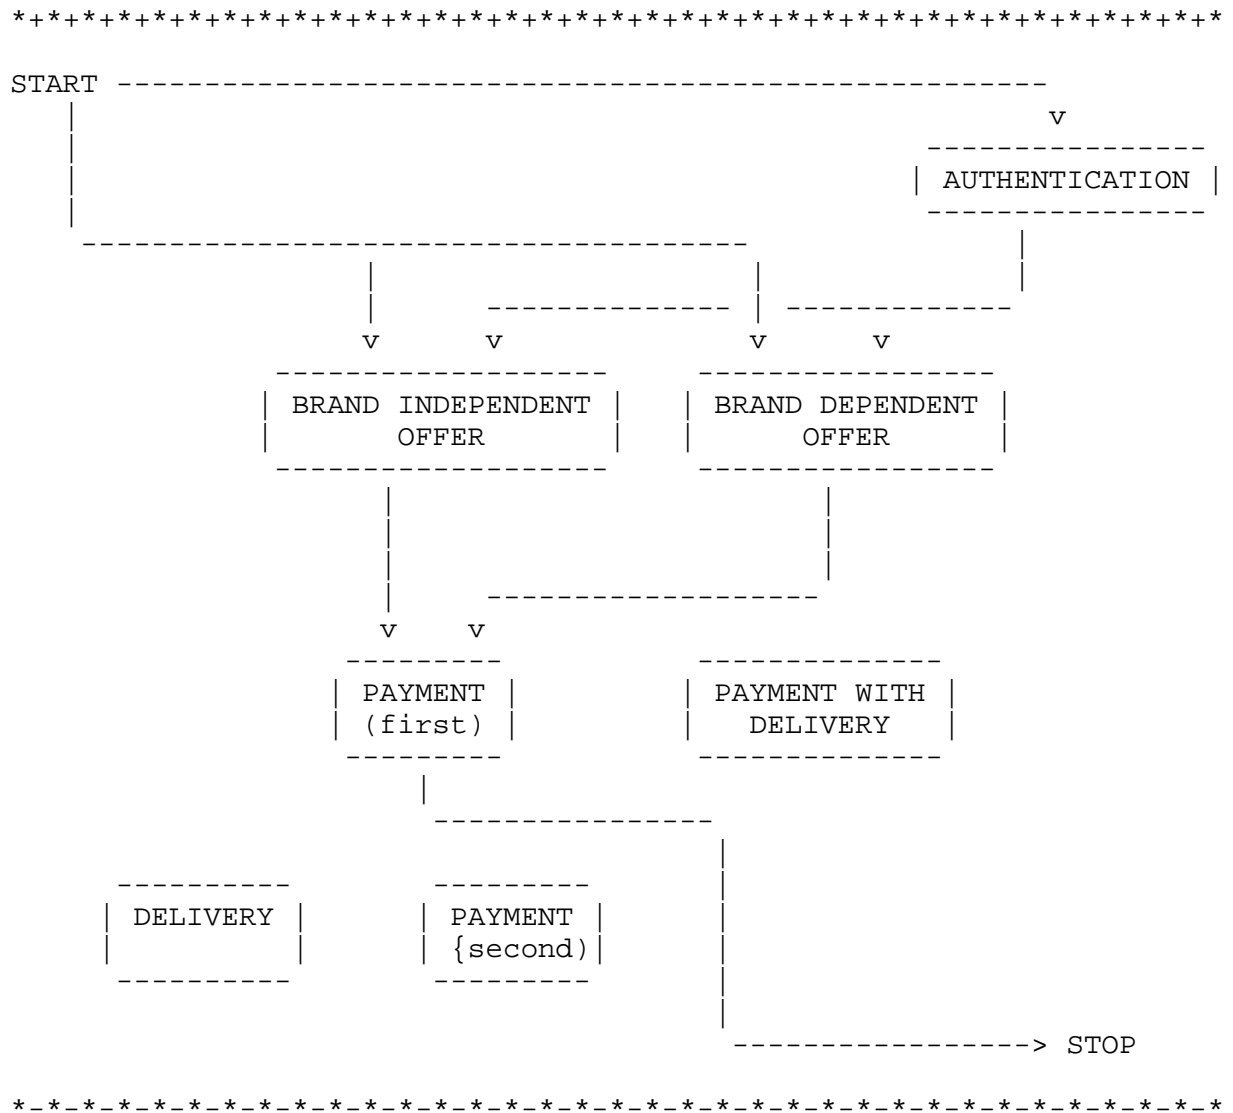 *+*+*+*+*+*+*+*+*+*+*+*+*+*+*+*+*+*+*+*+*+*+*+*+*+*+*+*+*+*+*+*+*+*+*
START -----------------------------------------------------
v
----------------
| AUTHENTICATION |
----------------
--------------------------------------
-------------- | -------------
v v v v
------------------- -----------------
| BRAND INDEPENDENT | | BRAND DEPENDENT |
| OFFER | | OFFER |
------------------- -----------------
-------------------
v v
--------- --------------
| PAYMENT | | PAYMENT WITH |
| (first) | | DELIVERY |
--------- --------------
----------------
---------- ---------
| DELIVERY | | PAYMENT |
| | | {second)|
---------- ---------
-----------------> STOP
*-*-*-*-*-*-*-*-*-*-*-*-*-*-*-*-*-*-*-*-*-*-*-*-*-*-*-*-*-*-*-*-*-*-*